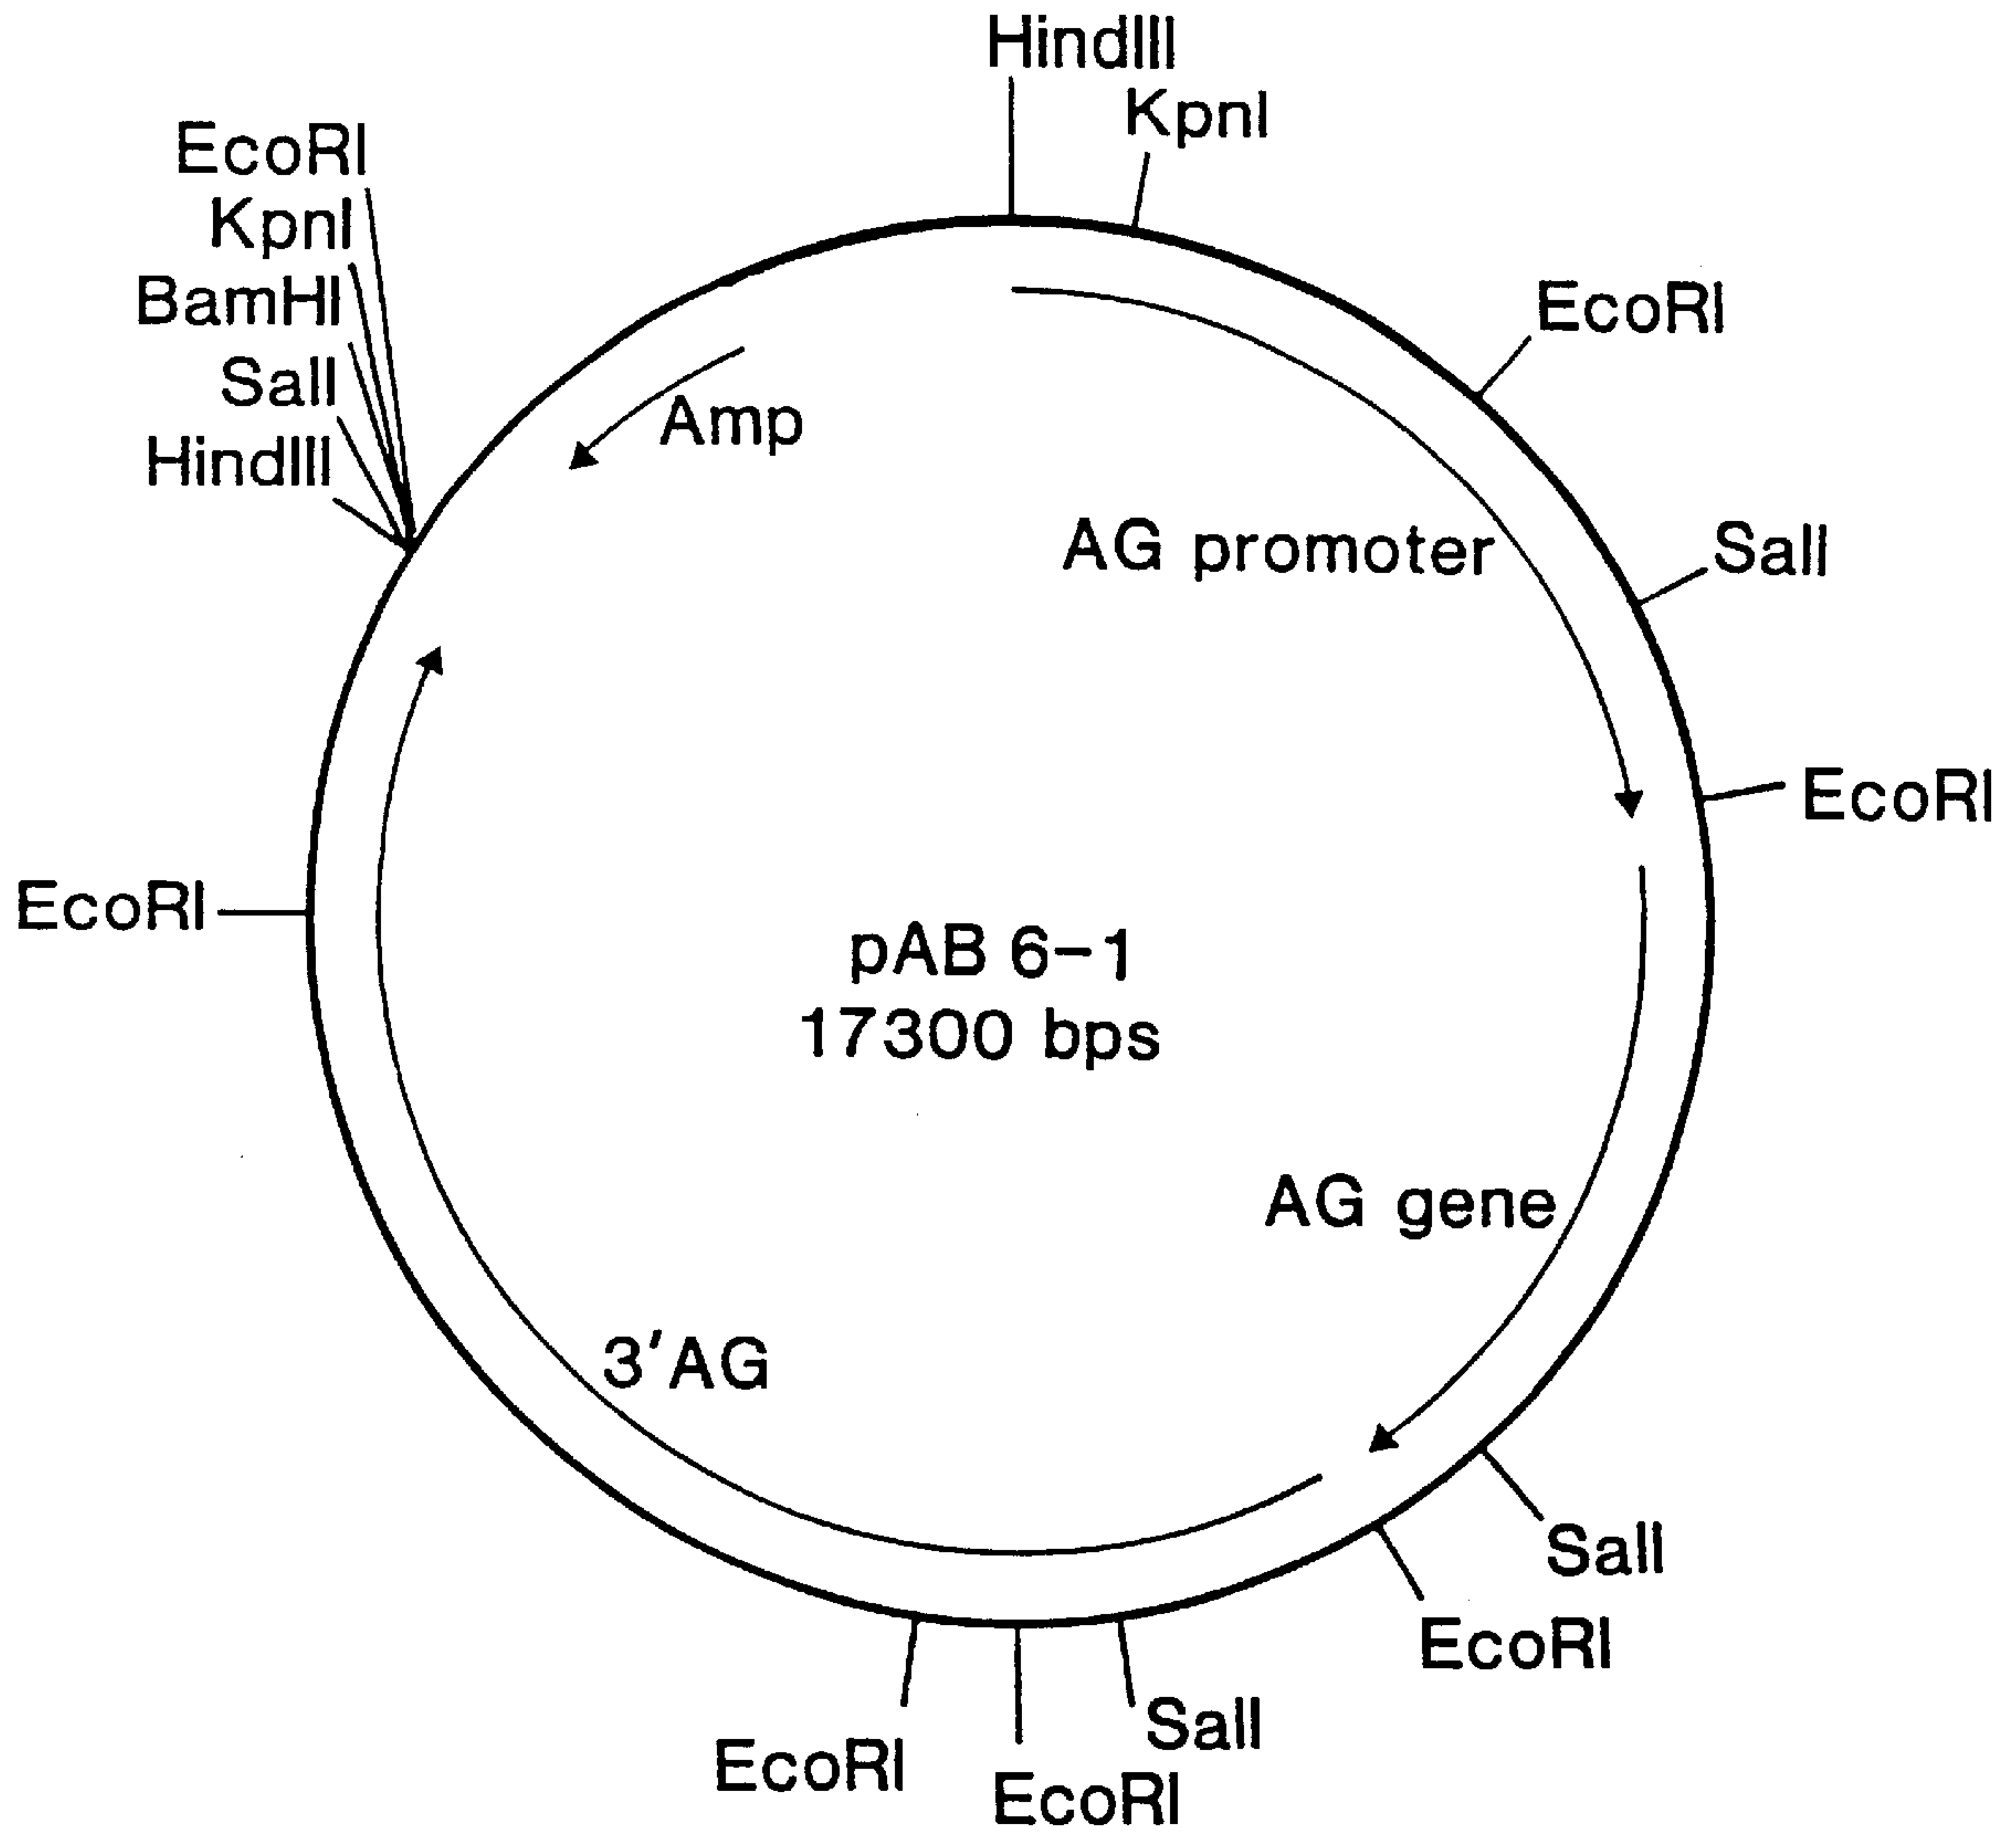 HindIII
KpnI
EcoRI
KpnI
BamHI
SalI
HindIII
EcoRI
Amp
AG promoter
SalI
EcoRI
EcoRI
pAB 6-1
17300 bps
AG gene
3'AG
SalI
EcoRI
SalI
EcoRI
EcoRI